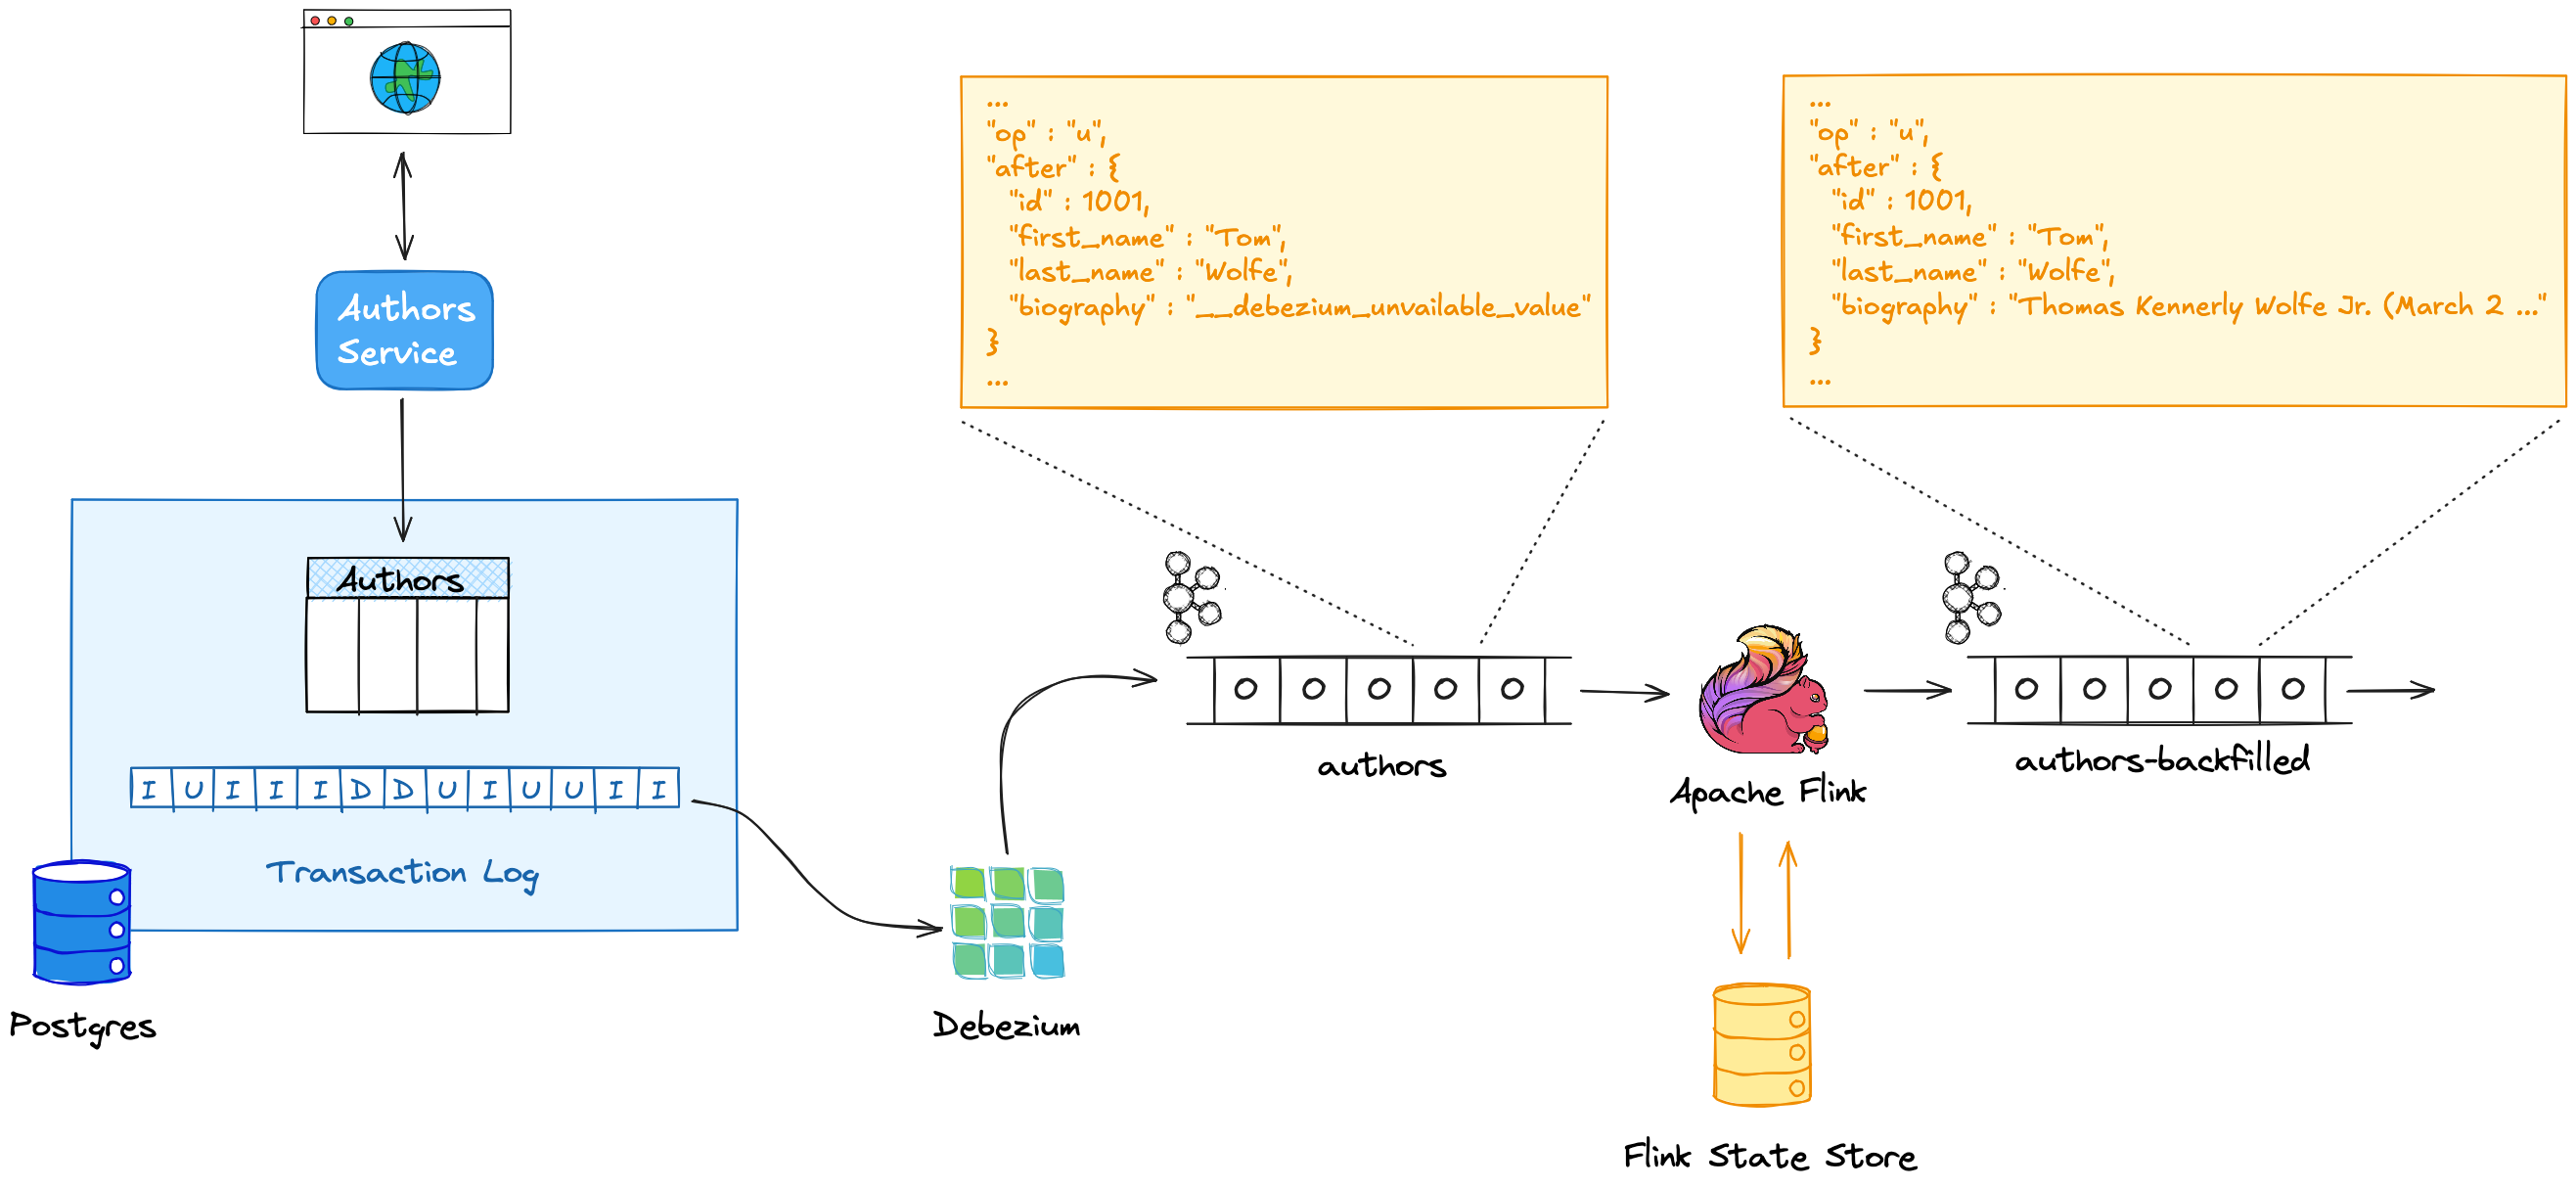 Authors
Service
Authors
I U I I I D D U I U U I I
Transaction Log
Postgres
Debezium
...
"op" : "u",
"after" : {
"id" : 1001,
"first_name" : "Tom",
"last_name" : "Wolfe",
"biography" : "__debezium_unvailable_value"
}
...
authors
Apache Flink
Flink State Store
...
"op" : "u",
"after" : {
"id" : 1001,
"first_name" : "Tom",
"last_name" : "Wolfe",
"biography" : "Thomas Kennerly Wolfe Jr. (March 2 ..."
}
...
authors-backfilled